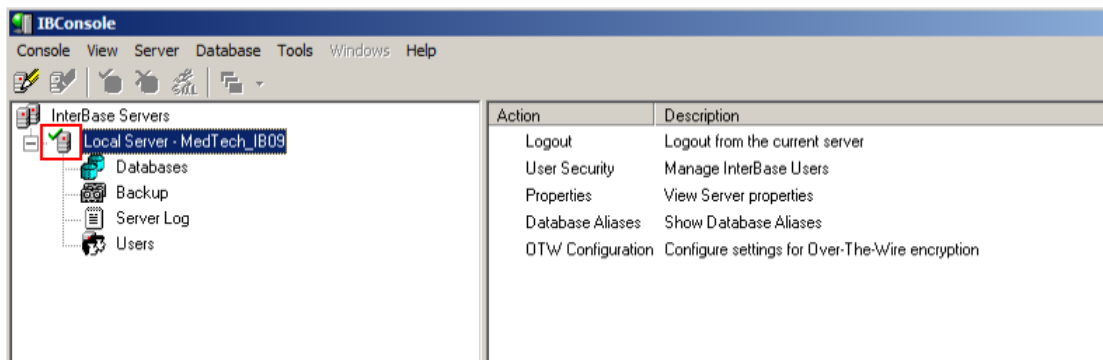 IBConsole
Console View Server Database Tools Windows Help
InterBase Servers
Local Server - MedTech_IB09
Databases
Backup
Server Log
Users
Action Description
Logout Logout from the current server
User Security Manage InterBase Users
Properties View Server properties
Database Aliases Show Database Aliases
OTW Configuration Configure settings for Over-The-Wire encryption